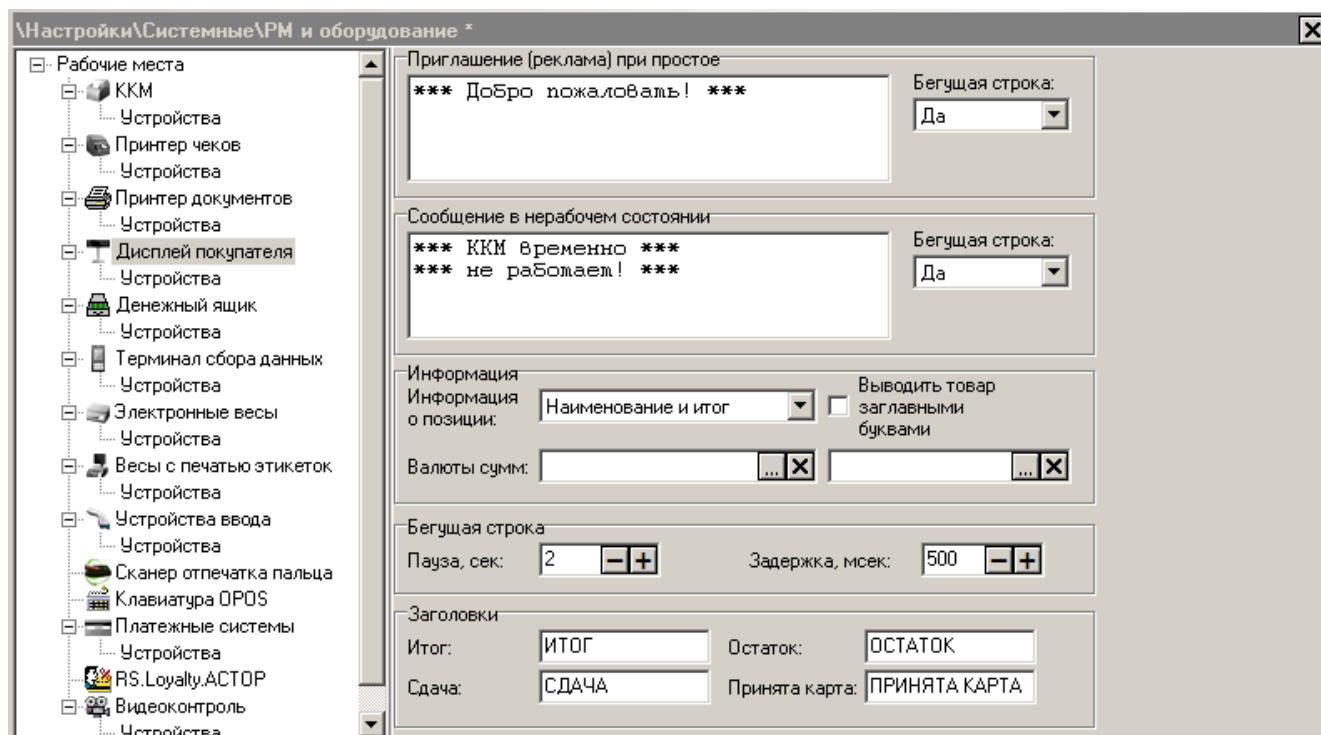 \Настройки\Системные\РМ и оборудование *
Рабочие места
ККМ
Устройства
Принтер чеков
Устройства
Принтер документов
Устройства
Дисплей покупателя
Устройства
Денежный ящик
Устройства
Терминал сбора данных
Устройства
Электронные весы
Устройства
Весы с печатью этикеток
Устройства
Устройства ввода
Устройства
Сканер отпечатка пальца
Клавиатура OPOS
Платежные системы
Устройства
RS.Loyalty.АСТОР
Видеоконтроль
Устройства
Приглашение (реклама) при простое
*** Добро пожаловать! ***
Бегущая строка:
Да
Сообщение в нерабочем состоянии
*** ККМ временно ***
*** не работает! ***
Бегущая строка:
Да
Информация
Информация
о позиции:
Наименование и итог
Выводить товар
заглавными
буквами
Валюты сумм:
...
...
Бегущая строка
Пауза, сек: 2
Задержка, мсек: 500
Заголовки
Итог: ИТОГ
Остаток: ОСТАТОК
Сдача: СДАЧА
Принята карта: ПРИНЯТА КАРТА